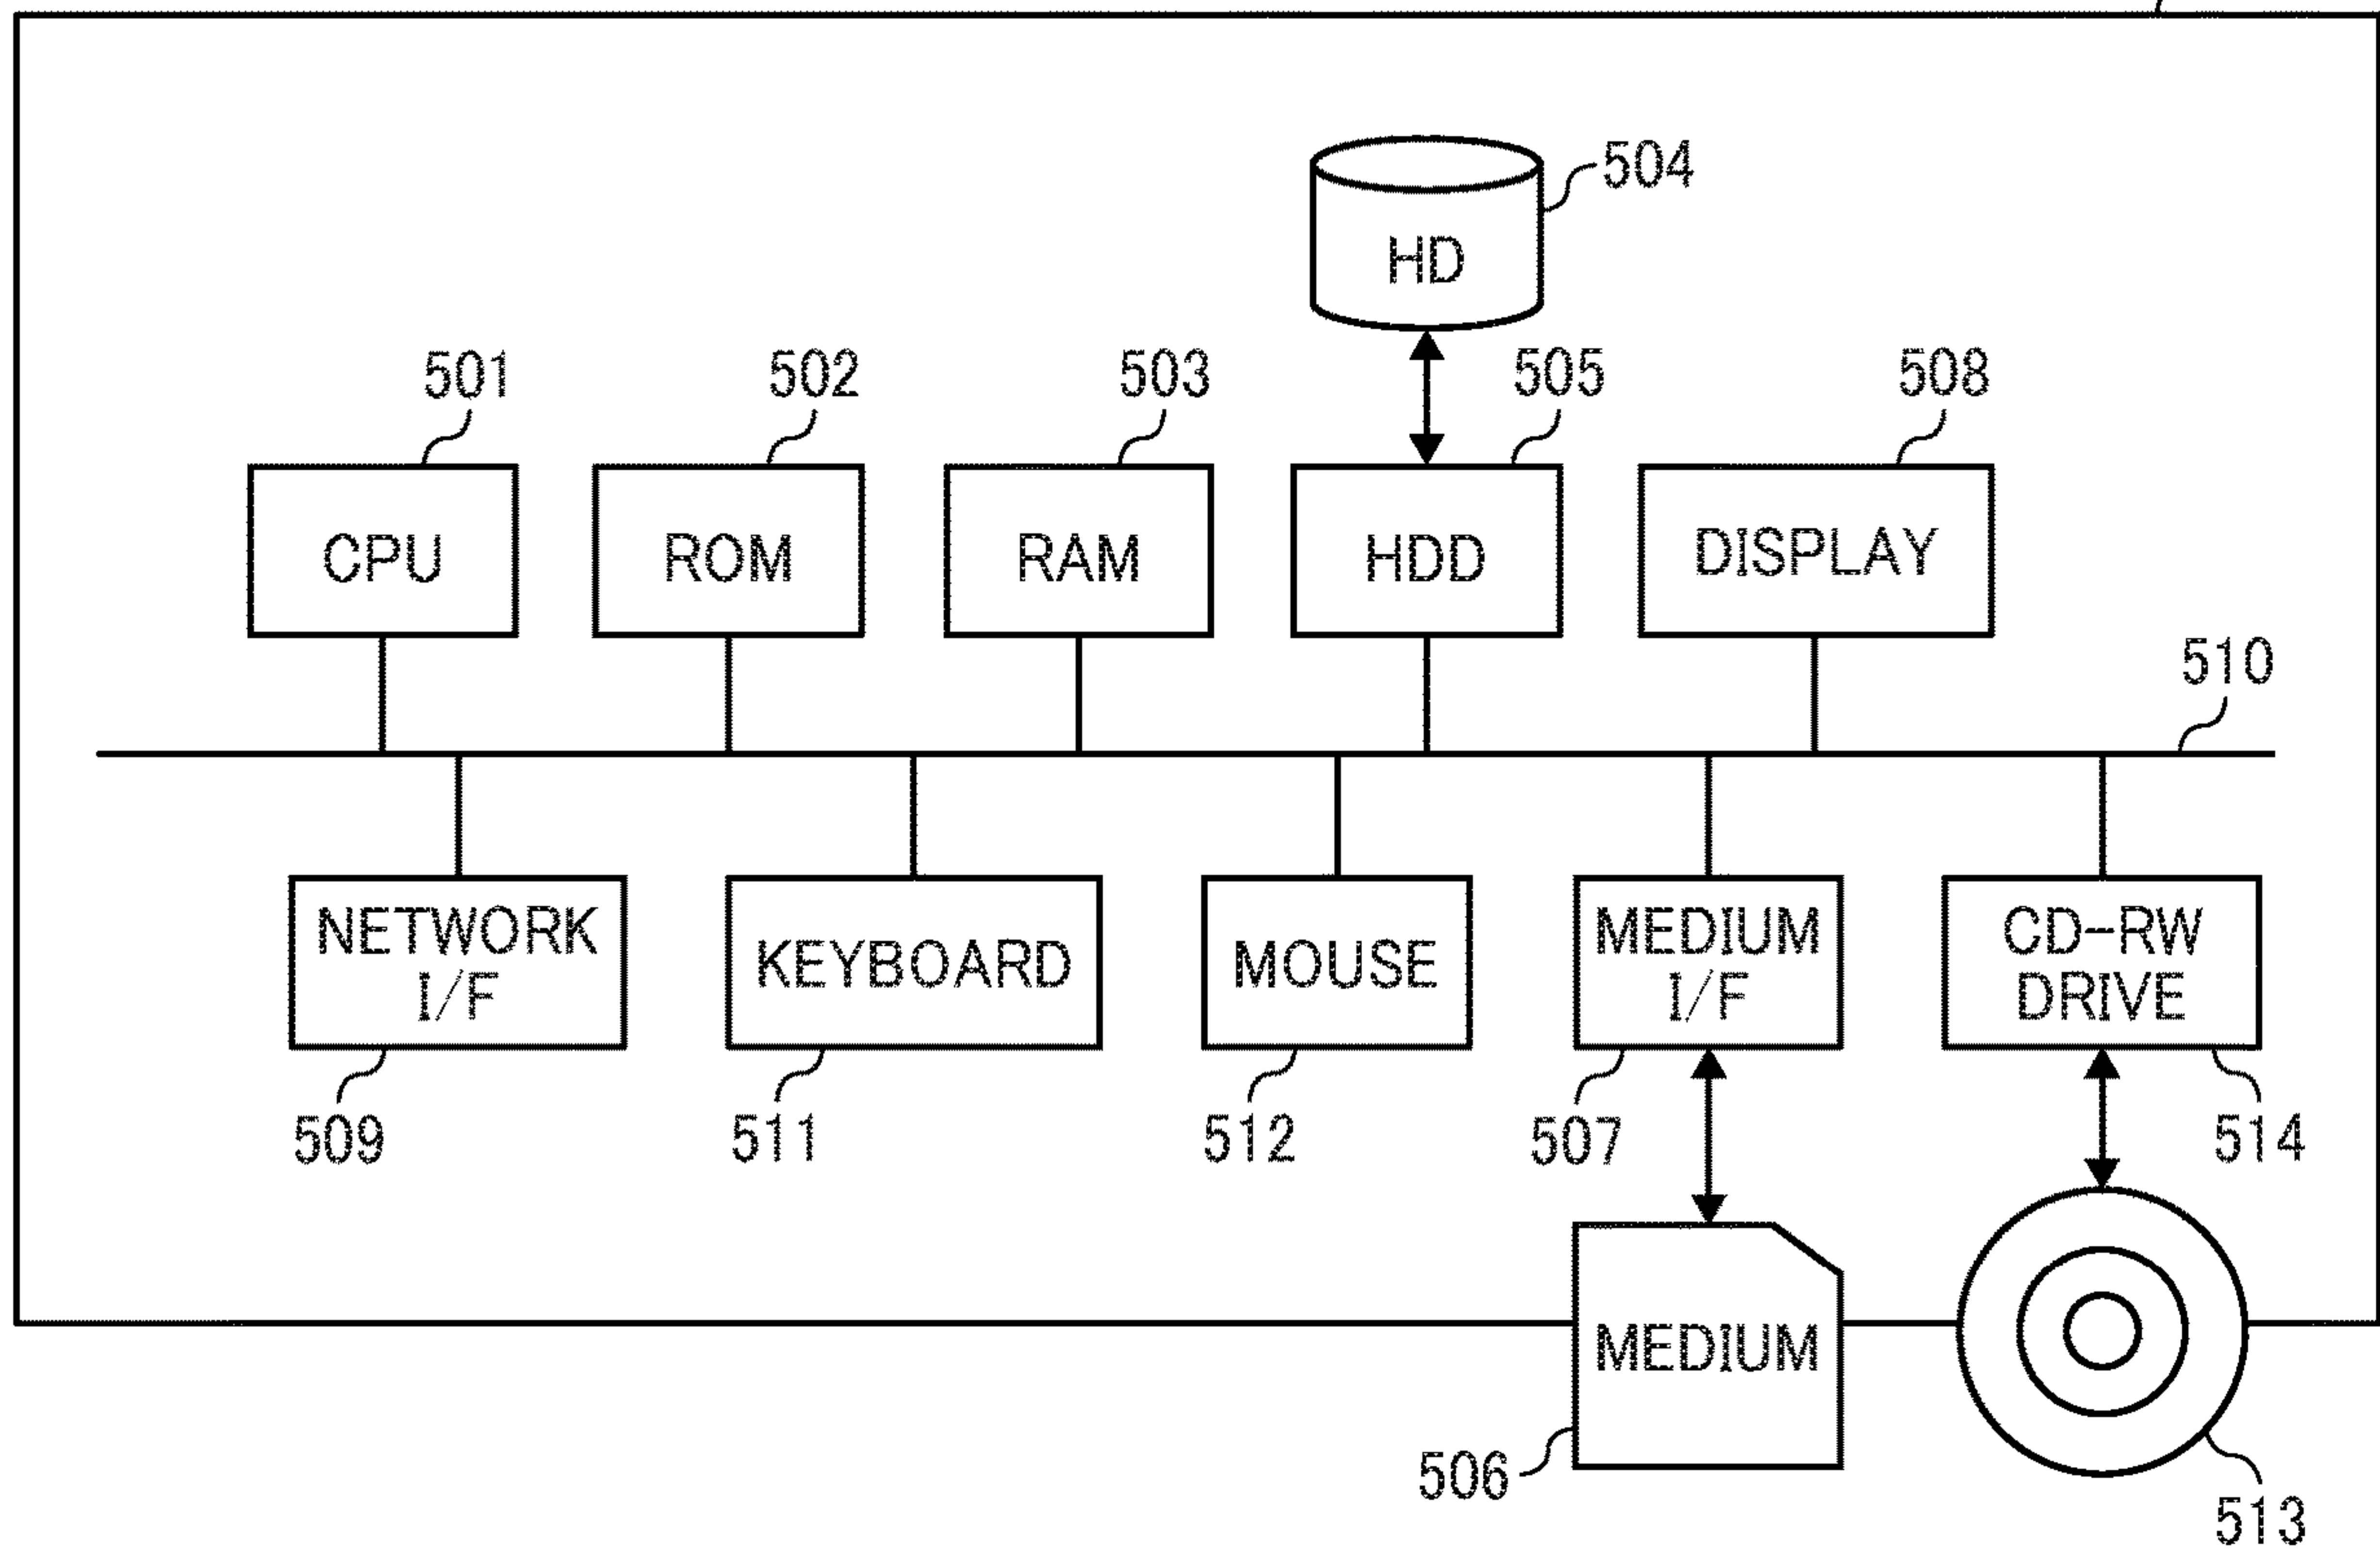 504
HD
501
502
503
505
508
CPU
ROM
RAM
HDD
DISPLAY
510
NETWORK
I/F
KEYBOARD
MOUSE
MEDIUM
I/F
CD-RW
DRIVE
509
511
512
507
514
MEDIUM
506
513